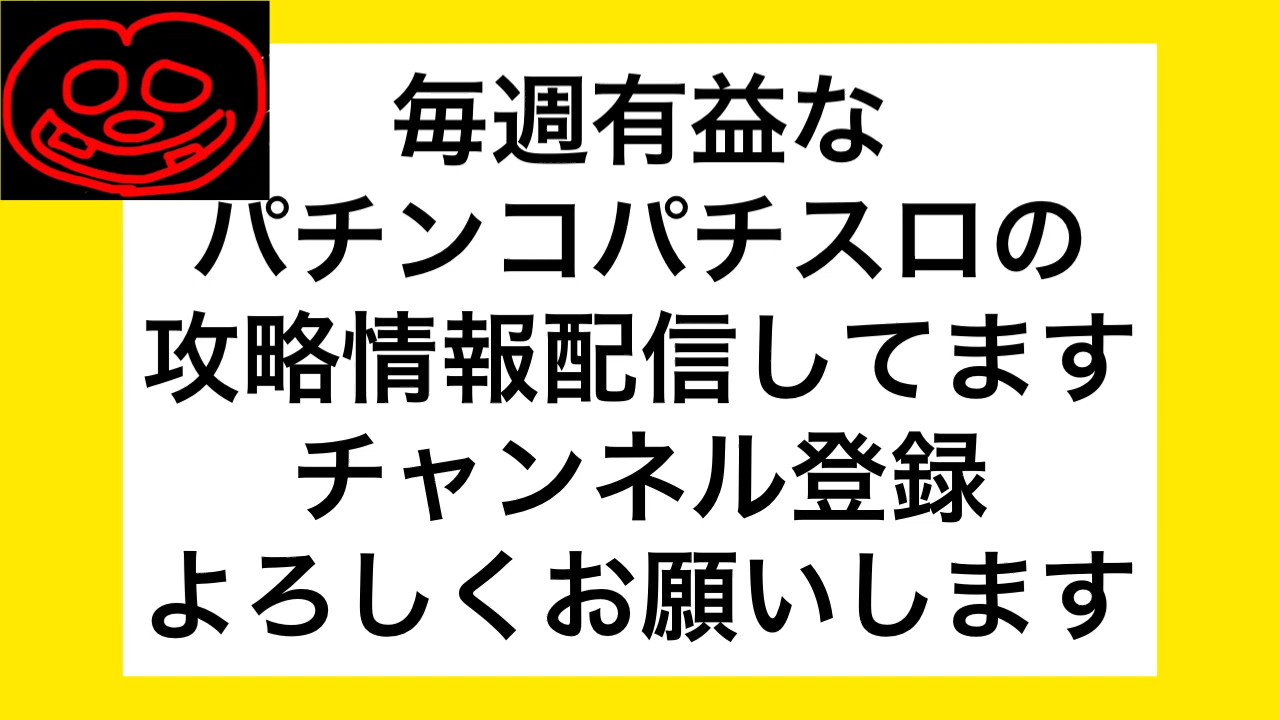 毎週有益な
パチンコパチスロの
攻略情報配信してます
チャンネル登録
よろしくお願いします